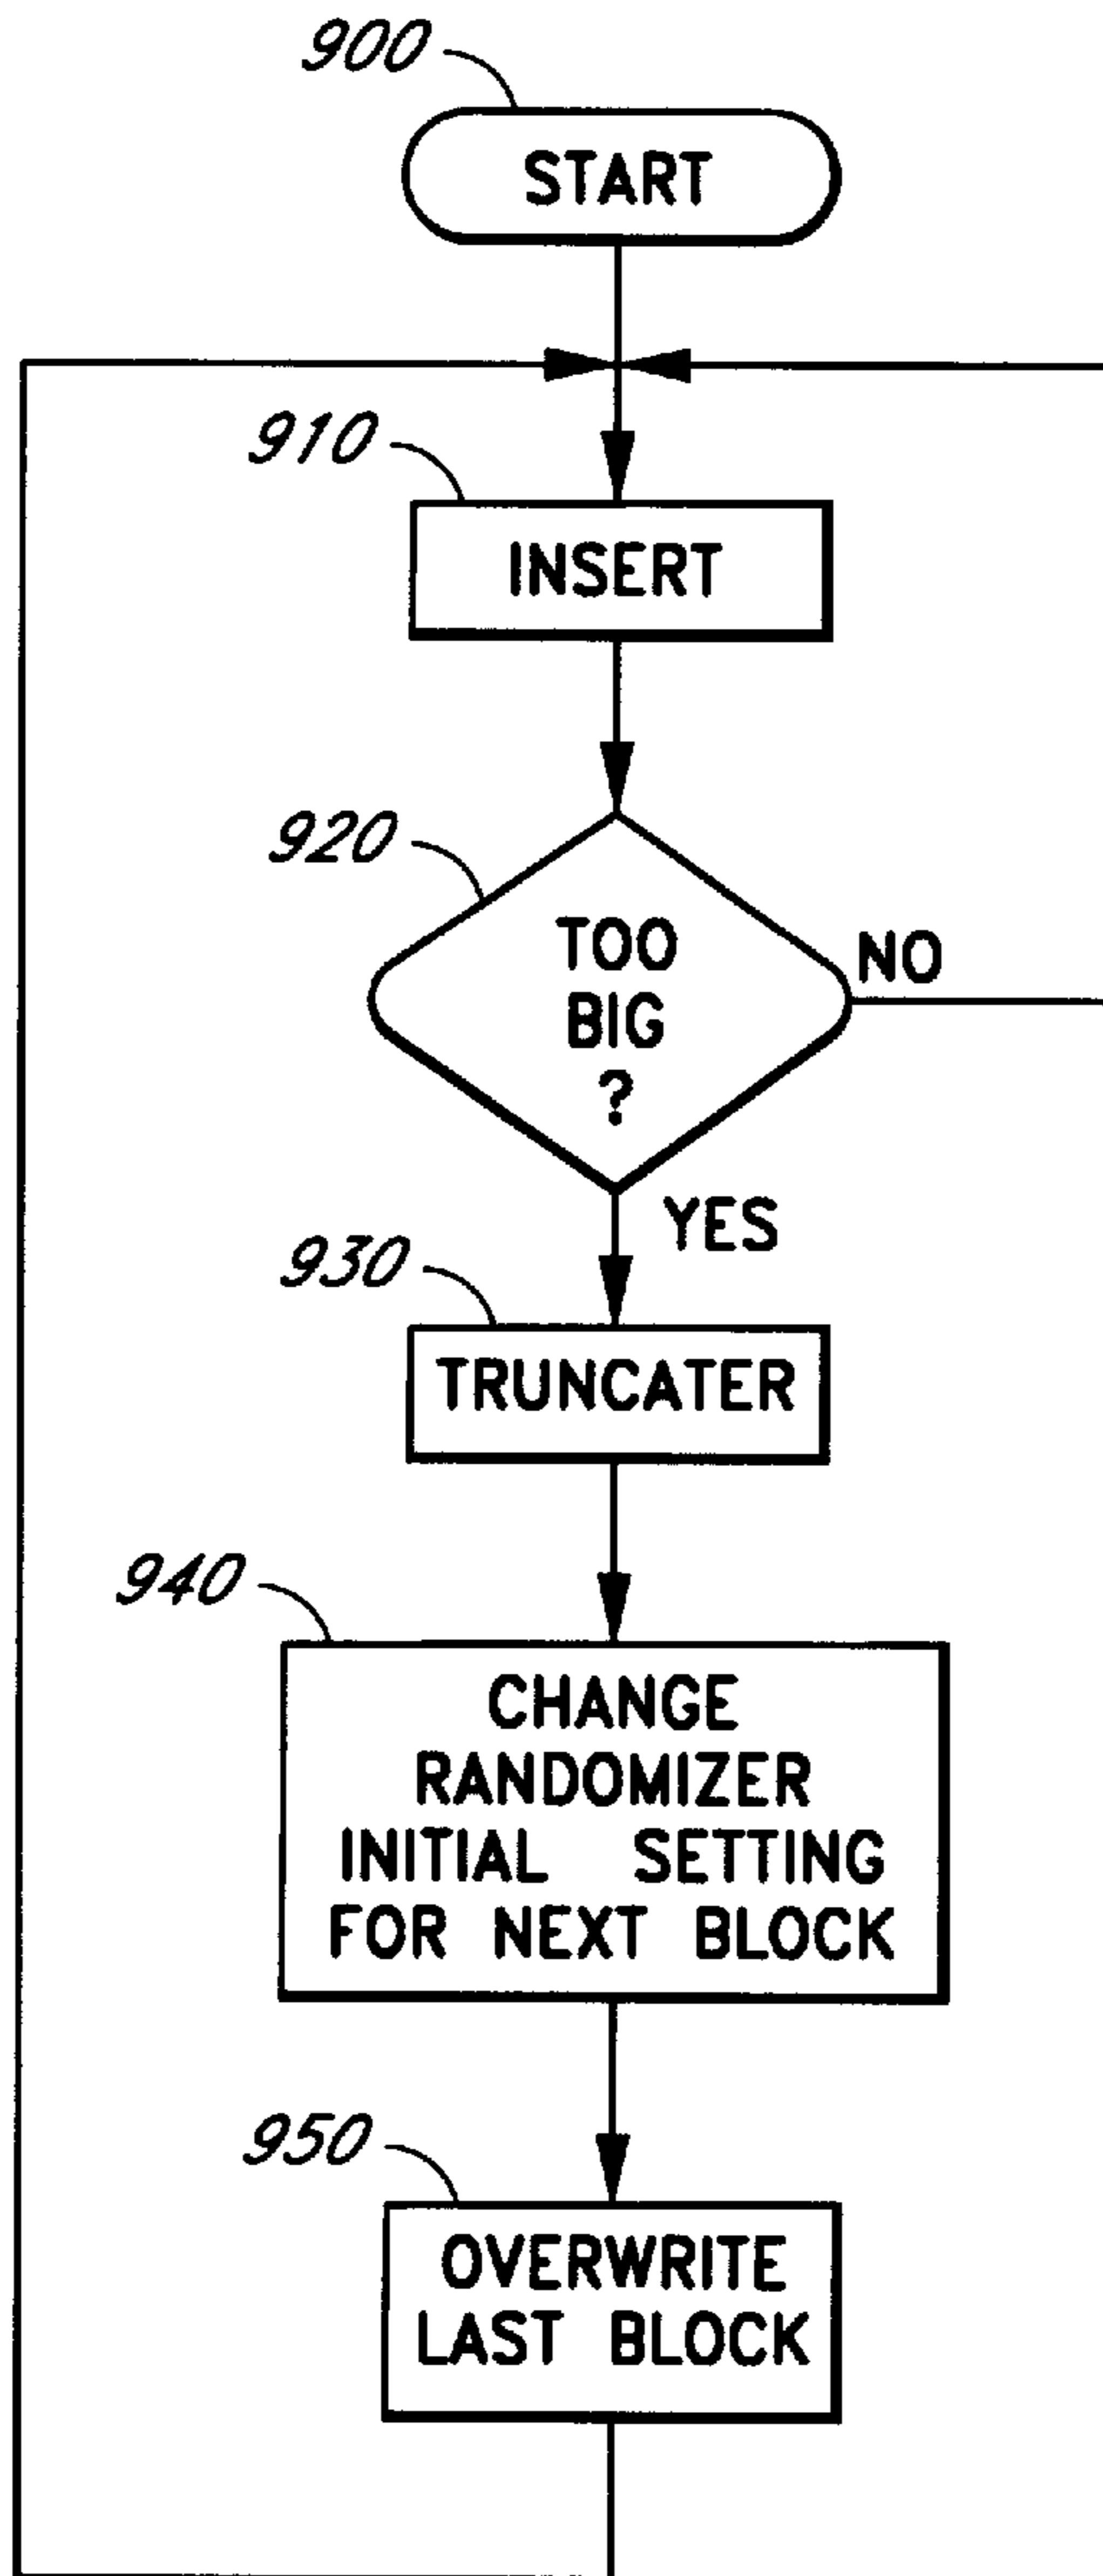 900
START
910
INSERT
920
TOO
BIG
?
NO
YES
930
TRUNCATER
940
CHANGE
RANDOMIZER
INITIAL SETTING
FOR NEXT BLOCK
950
OVERWRITE
LAST BLOCK